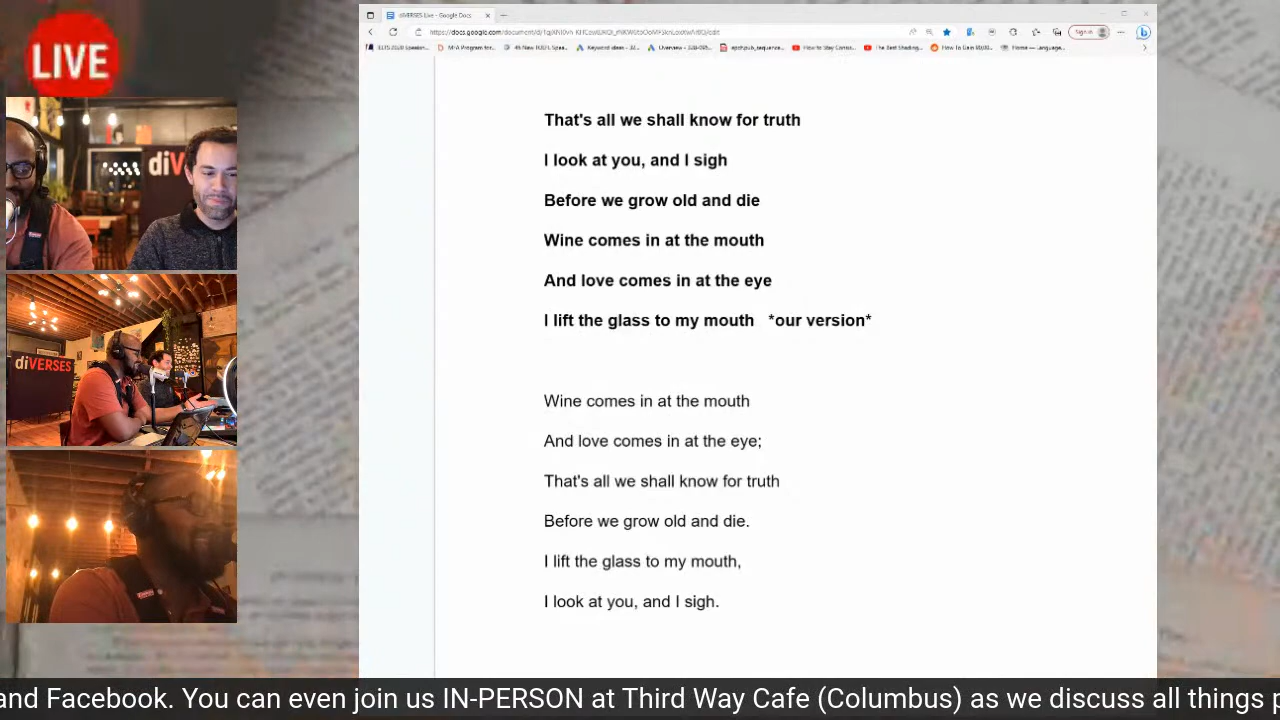 LIVE
diVERSES Live - Google Docs
That's all we shall know for truth
I look at you, and I sigh
Before we grow old and die
Wine comes in at the mouth
And love comes in at the eye
I lift the glass to my mouth *our version*
Wine comes in at the mouth
And love comes in at the eye;
That's all we shall know for truth
Before we grow old and die.
I lift the glass to my mouth,
I look at you, and I sigh.
diV
diVERSES
and Facebook. You can even join us IN-PERSON at Third Way Cafe (Columbus) as we discuss all things p